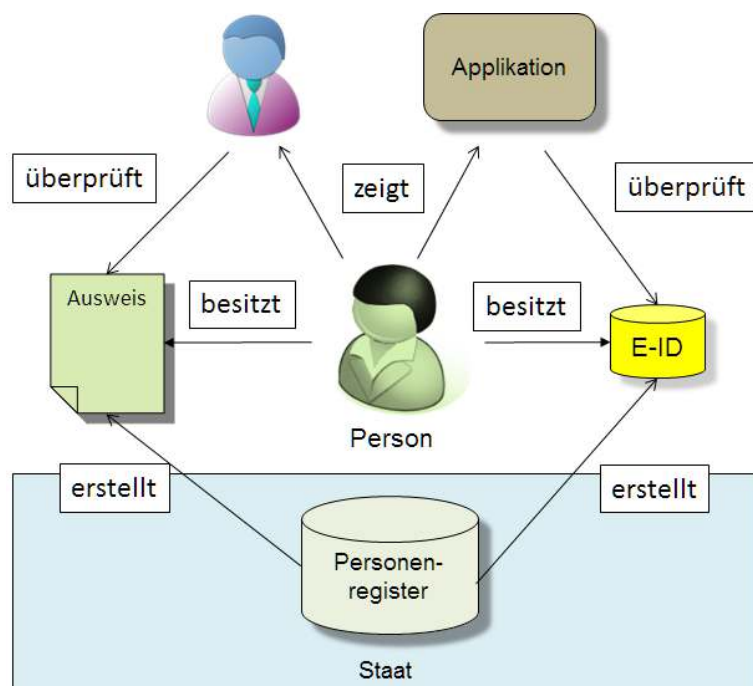 Applikation
überprüft
zeigt
überprüft
Ausweis
besitzt
besitzt
E-ID
Person
erstellt
erstellt
Personen-
register
Staat